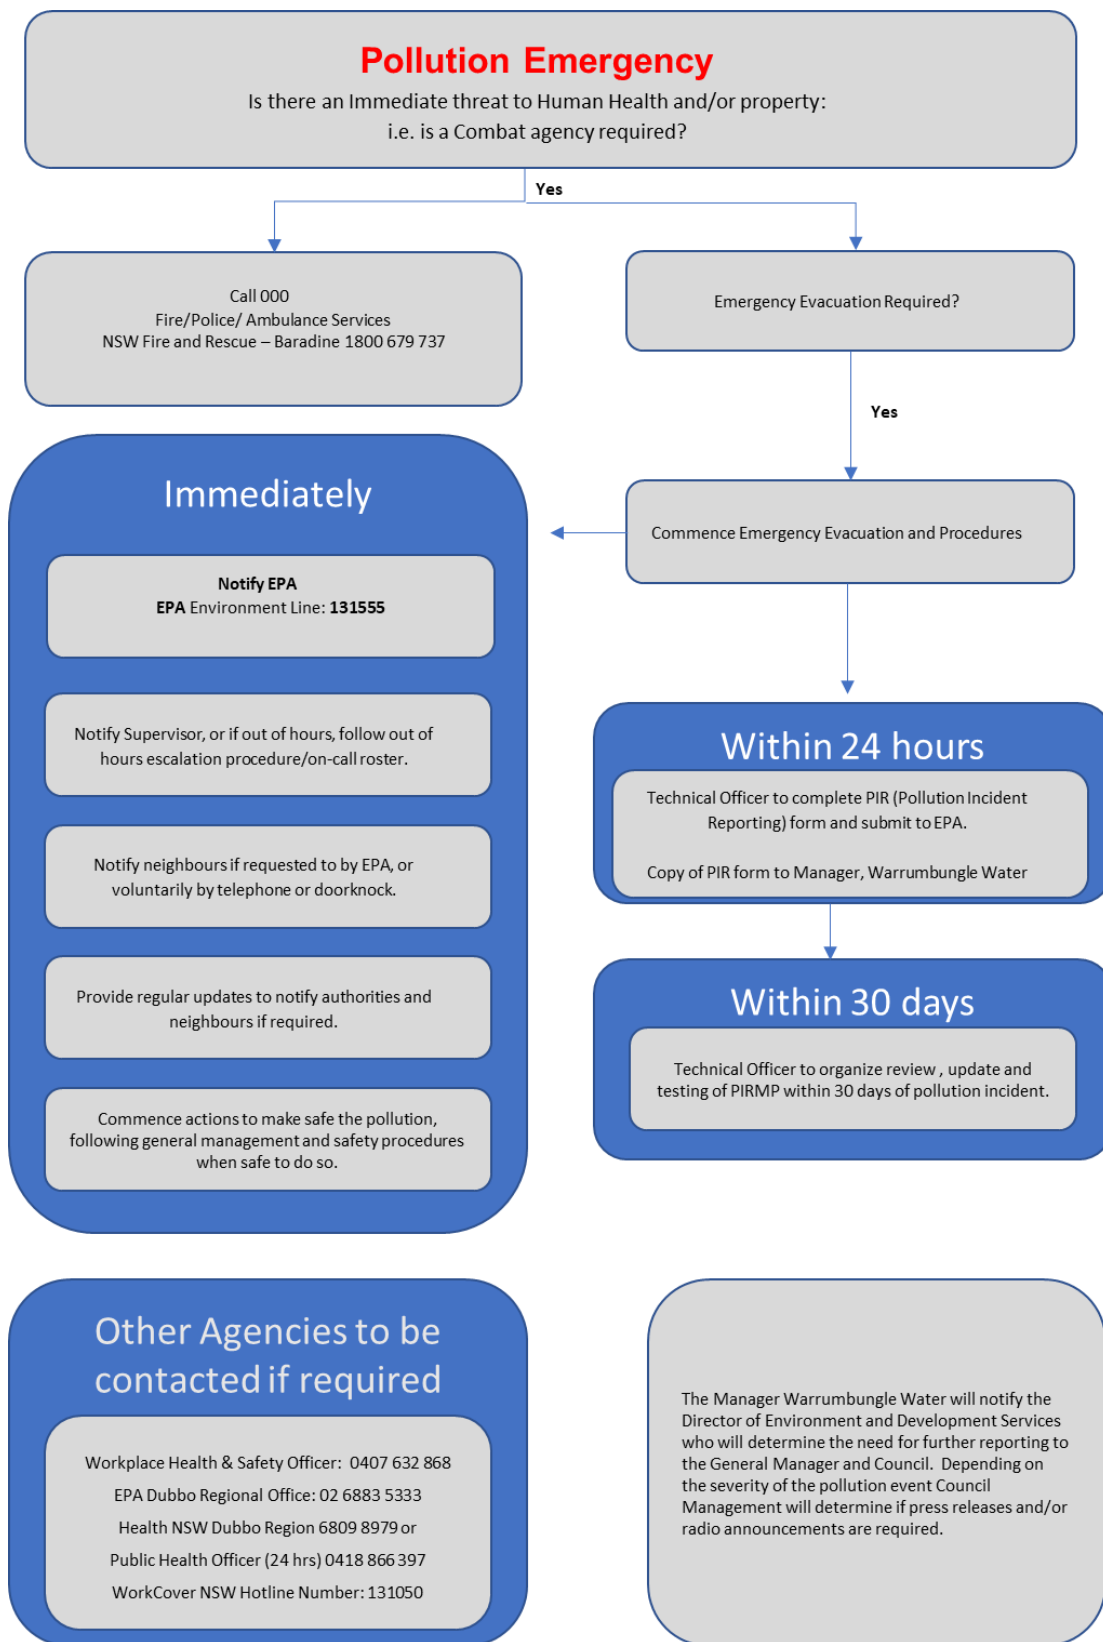 Pollution Emergency
Is there an Immediate threat to Human Health and/or property:
i.e. is a Combat agency required?
Yes
Call 000
Fire/Police/ Ambulance Services
NSW Fire and Rescue – Baradine 1800 679 737
Emergency Evacuation Required?
Yes
Commence Emergency Evacuation and Procedures
Immediately
Notify EPA
EPA Environment Line: 131555
Notify Supervisor, or if out of hours, follow out of
hours escalation procedure/on-call roster.
Notify neighbours if requested to by EPA, or
voluntarily by telephone or doorknock.
Provide regular updates to notify authorities and
neighbours if required.
Commence actions to make safe the pollution,
following general management and safety procedures
when safe to do so.
Within 24 hours
Technical Officer to complete PIR (Pollution Incident
Reporting) form and submit to EPA.
Copy of PIR form to Manager, Warrumbungle Water
Within 30 days
Technical Officer to organize review , update and
testing of PIRMP within 30 days of pollution incident.
Other Agencies to be
contacted if required
Workplace Health & Safety Officer:  0407 632 868
EPA Dubbo Regional Office: 02 6883 5333
Health NSW Dubbo Region 6809 8979 or
Public Health Officer (24 hrs) 0418 866 397
WorkCover NSW Hotline Number: 131050
The Manager Warrumbungle Water will notify the
Director of Environment and Development Services
who will determine the need for further reporting to
the General Manager and Council.  Depending on
the severity of the pollution event Council
Management will determine if press releases and/or
radio announcements are required.